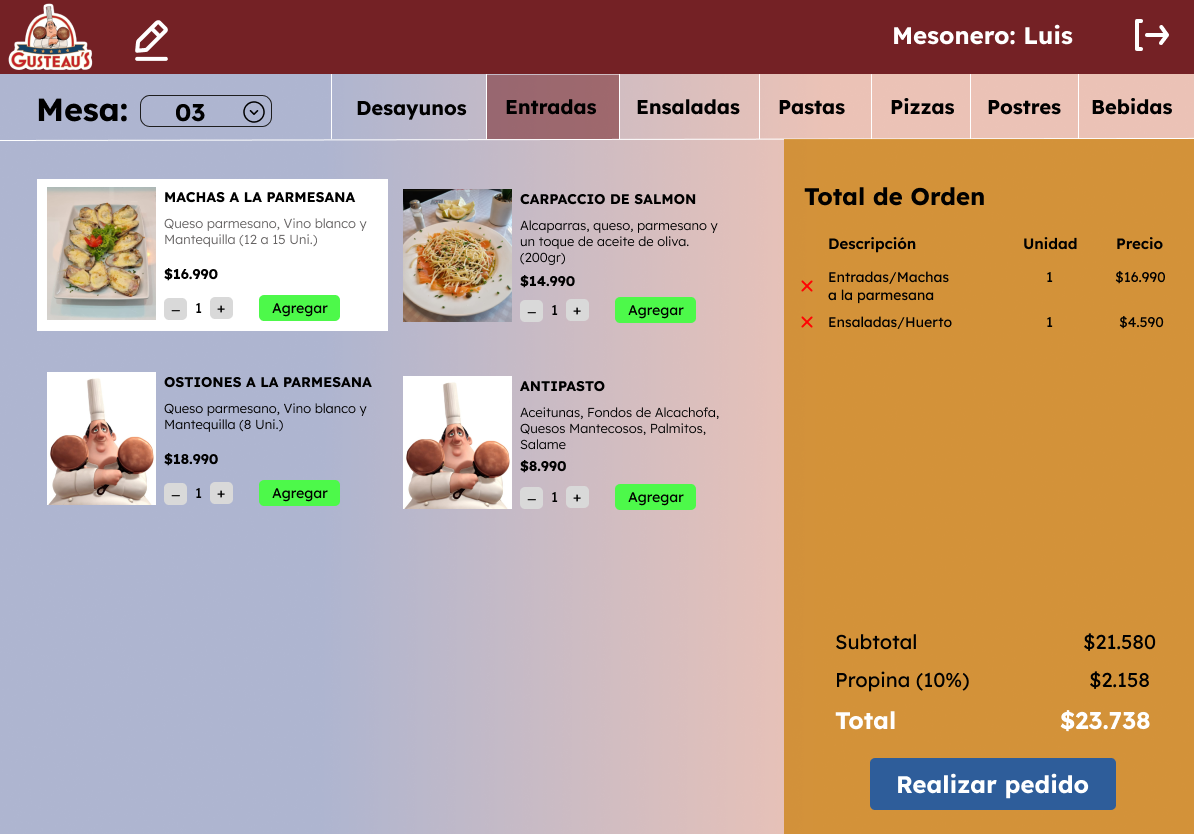 GUSTEAU'S
Mesonero: Luis
Mesa: 03
Desayunos
Entradas
Ensaladas
Pastas
Pizzas
Postres
Bebidas
MACHAS A LA PARMESANA
Queso parmesano, Vino blanco y
Mantequilla (12 a 15 Uni.)
$16.990
– 1 + Agregar
CARPACCIO DE SALMON
Alcaparras, queso, parmesano y
un toque de aceite de oliva.
(200gr)
$14.990
– 1 + Agregar
OSTIONES A LA PARMESANA
Queso parmesano, Vino blanco y
Mantequilla (8 Uni.)
$18.990
– 1 + Agregar
ANTIPASTO
Aceitunas, Fondos de Alcachofa,
Quesos Mantecosos, Palmitos,
Salame
$8.990
– 1 + Agregar
Total de Orden
Descripción Unidad Precio
Entradas/Machas 1 $16.990
a la parmesana
Ensaladas/Huerto 1 $4.590
Subtotal $21.580
Propina (10%) $2.158
Total $23.738
Realizar pedido